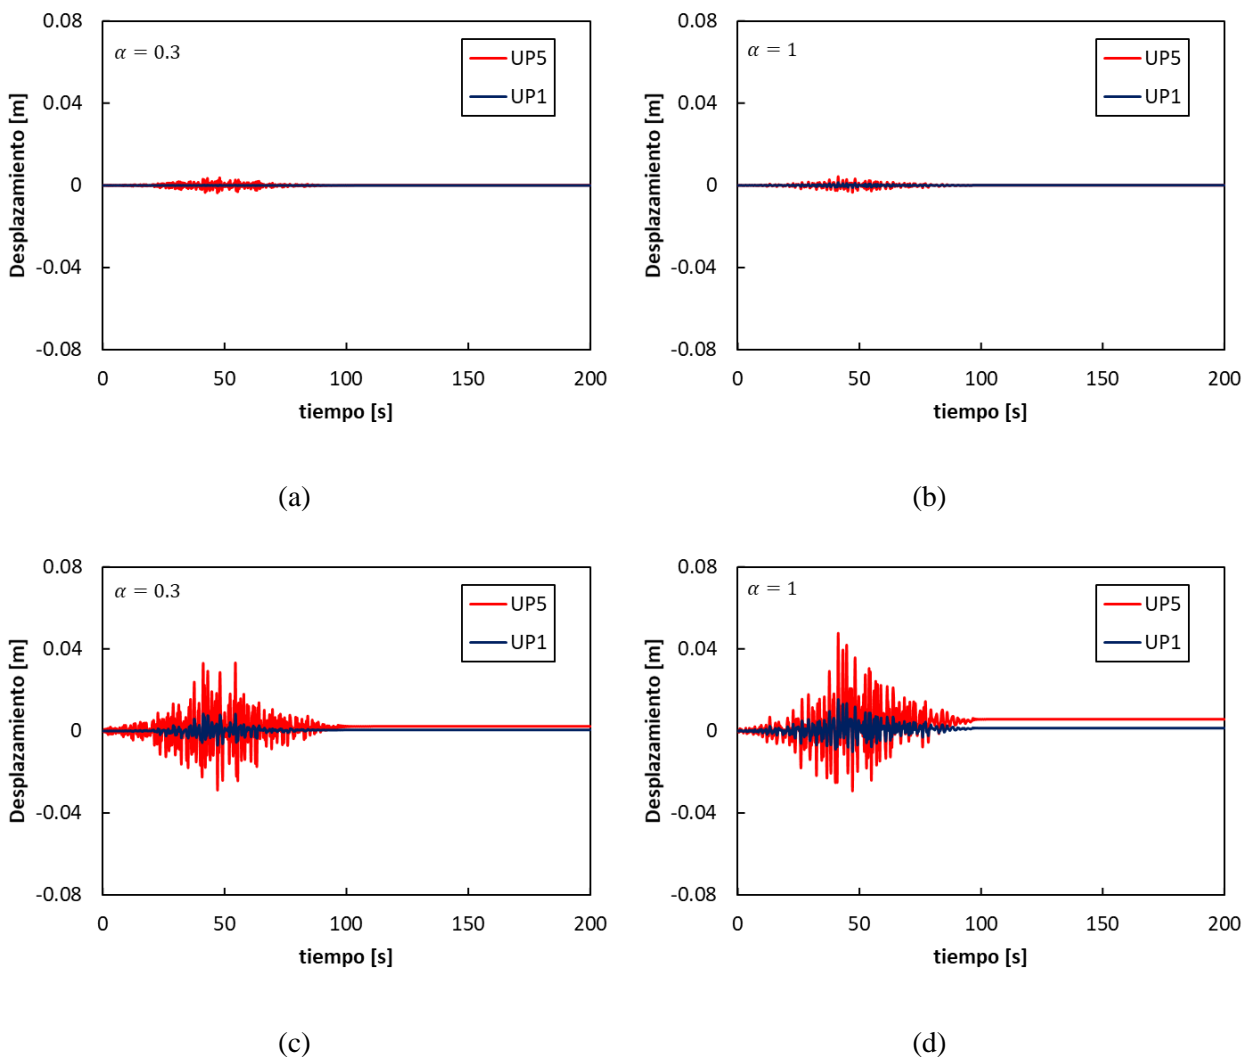 0.08
α = 0.3
UP5
UP1
0.04
0
-0.04
-0.08
Desplazamiento [m]
0 50 100 150 200
tiempo [s]
(a)
0.08
α = 1
UP5
UP1
0.04
0
-0.04
-0.08
Desplazamiento [m]
0 50 100 150 200
tiempo [s]
(b)
0.08
α = 0.3
UP5
UP1
0.04
0
-0.04
-0.08
Desplazamiento [m]
0 50 100 150 200
tiempo [s]
(c)
0.08
α = 1
UP5
UP1
0.04
0
-0.04
-0.08
Desplazamiento [m]
0 50 100 150 200
tiempo [s]
(d)